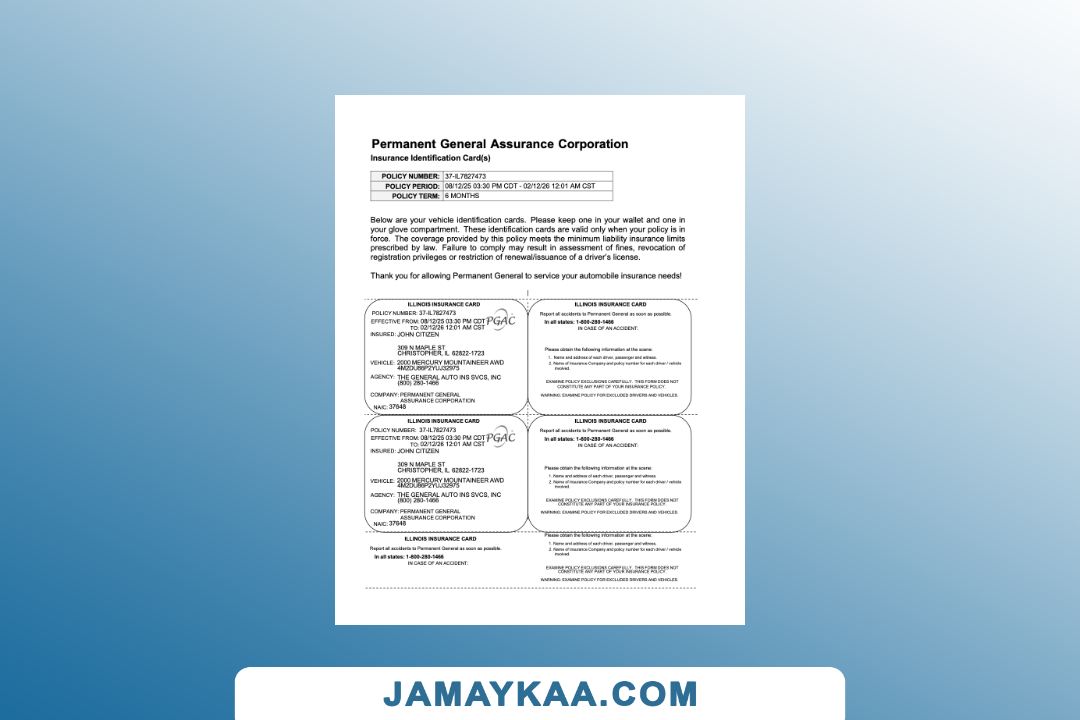 Permanent General Assurance Corporation
Insurance Identification Card(s)
POLICY NUMBER: 37-IL7827473
POLICY PERIOD: 08/12/25 03:30 PM CDT - 02/12/26 12:01 AM CST
POLICY TERM: 6 MONTHS
Below are your vehicle identification cards. Please keep one in your wallet and one in
your glove compartment. These identification cards are valid only when your policy is in
force. The coverage provided by this policy meets the minimum liability insurance limits
prescribed by law. Failure to comply may result in assessment of fines, revocation of
registration privileges or restriction of renewal/issuance of a driver's license.
Thank you for allowing Permanent General to service your automobile insurance needs!
ILLINOIS INSURANCE CARD
POLICY NUMBER: 37-IL7827473
EFFECTIVE FROM: 08/12/25 03:30 PM CDT
TO: 02/12/26 12:01 AM CST
PGAC
INSURED: JOHN CITIZEN
309 N MAPLE ST
CHRISTOPHER, IL 62822-1723
VEHICLE: 2000 MERCURY MOUNTAINEER AWD
4M2DU86P2YUJ32975
AGENCY: THE GENERAL AUTO INS SVCS, INC
(800) 280-1466
COMPANY: PERMANENT GENERAL
ASSURANCE CORPORATION
NAIC: 37648
ILLINOIS INSURANCE CARD
Report all accidents to Permanent General as soon as possible.
In all states: 1-800-280-1466
IN CASE OF AN ACCIDENT:
Please obtain the following information at the scene:
1. Name and address of each driver, passenger and witness.
2. Name of Insurance Company and policy number for each driver / vehicle
involved.
EXAMINE POLICY EXCLUSIONS CAREFULLY. THIS FORM DOES NOT
CONSTITUTE ANY PART OF YOUR INSURANCE POLICY.
WARNING: EXAMINE POLICY FOR EXCLUDED DRIVERS AND VEHICLES.
ILLINOIS INSURANCE CARD
POLICY NUMBER: 37-IL7827473
EFFECTIVE FROM: 08/12/25 03:30 PM CDT
TO: 02/12/26 12:01 AM CST
PGAC
INSURED: JOHN CITIZEN
309 N MAPLE ST
CHRISTOPHER, IL 62822-1723
VEHICLE: 2000 MERCURY MOUNTAINEER AWD
4M2DU86P2YUJ32975
AGENCY: THE GENERAL AUTO INS SVCS, INC
(800) 280-1466
COMPANY: PERMANENT GENERAL
ASSURANCE CORPORATION
NAIC: 37648
ILLINOIS INSURANCE CARD
Report all accidents to Permanent General as soon as possible.
In all states: 1-800-280-1466
IN CASE OF AN ACCIDENT:
Please obtain the following information at the scene:
1. Name and address of each driver, passenger and witness.
2. Name of Insurance Company and policy number for each driver / vehicle
involved.
EXAMINE POLICY EXCLUSIONS CAREFULLY. THIS FORM DOES NOT
CONSTITUTE ANY PART OF YOUR INSURANCE POLICY.
WARNING: EXAMINE POLICY FOR EXCLUDED DRIVERS AND VEHICLES.
ILLINOIS INSURANCE CARD
Report all accidents to Permanent General as soon as possible.
In all states: 1-800-280-1466
IN CASE OF AN ACCIDENT:
Please obtain the following information at the scene:
1. Name and address of each driver, passenger and witness.
2. Name of Insurance Company and policy number for each driver / vehicle
involved.
EXAMINE POLICY EXCLUSIONS CAREFULLY. THIS FORM DOES NOT
CONSTITUTE ANY PART OF YOUR INSURANCE POLICY.
WARNING: EXAMINE POLICY FOR EXCLUDED DRIVERS AND VEHICLES.
JAMAYKAA.COM